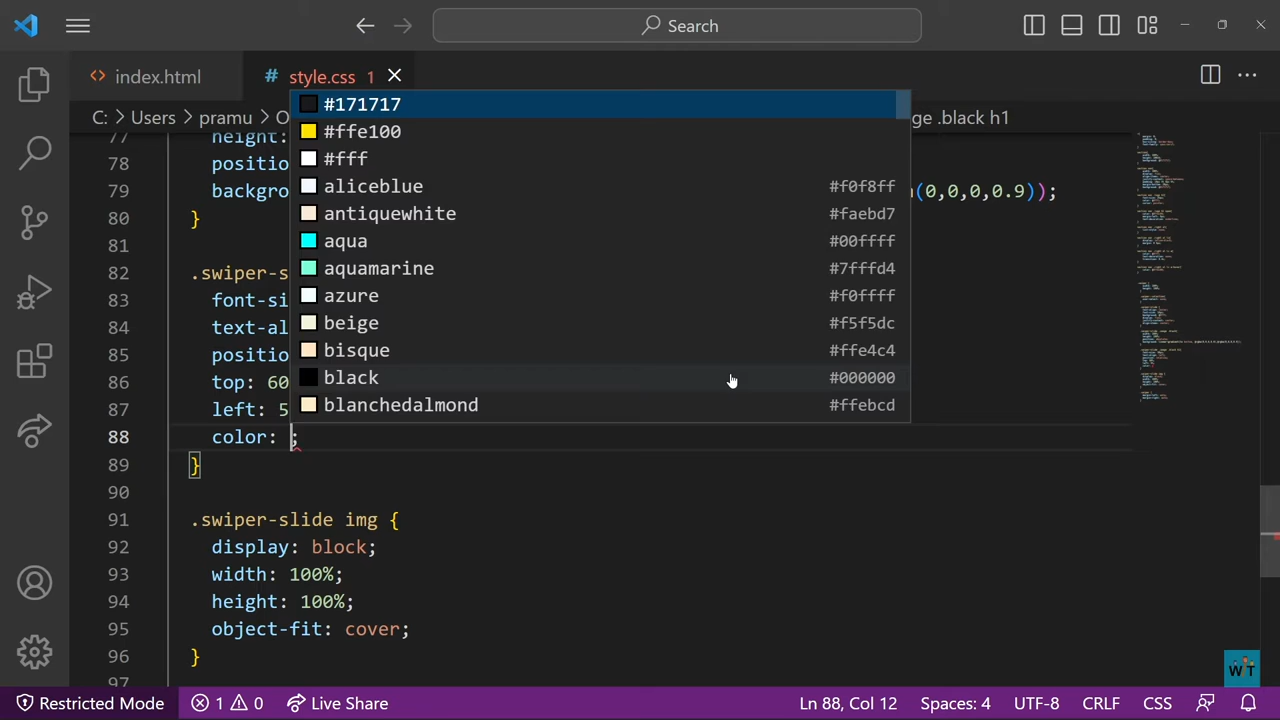 Search
index.html
# style.css 1
C: > Users > pramu > O
ge .black h1
#171717
#ffe100
#fff
aliceblue #f0f8ff
antiquewhite #faebd7
aqua #00ffff
aquamarine #7fffd4
azure #f0ffff
beige #f5f5dc
bisque #ffe4c4
black #000000
blanchedalmond #ffebcd
77 height:
78 positio
79 backgro (0,0,0,0.9));
80 }
81
82 .swiper-s
83 font-si
84 text-al
85 positio
86 top: 60
87 left: 5
88 color: ;
89 }
90
91 .swiper-slide img {
92 display: block;
93 width: 100%;
94 height: 100%;
95 object-fit: cover;
96 }
97
WT
Restricted Mode
1 0
Live Share
Ln 88, Col 12
Spaces: 4
UTF-8
CRLF
CSS